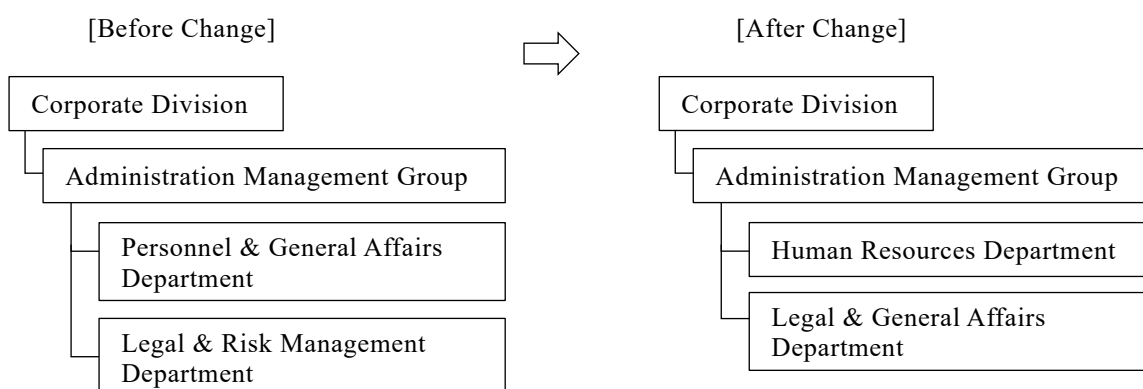 [Before Change]
Corporate Division
Administration Management Group
Personnel & General Affairs
Department
Legal & Risk Management
Department
[After Change]
Corporate Division
Administration Management Group
Human Resources Department
Legal & General Affairs
Department